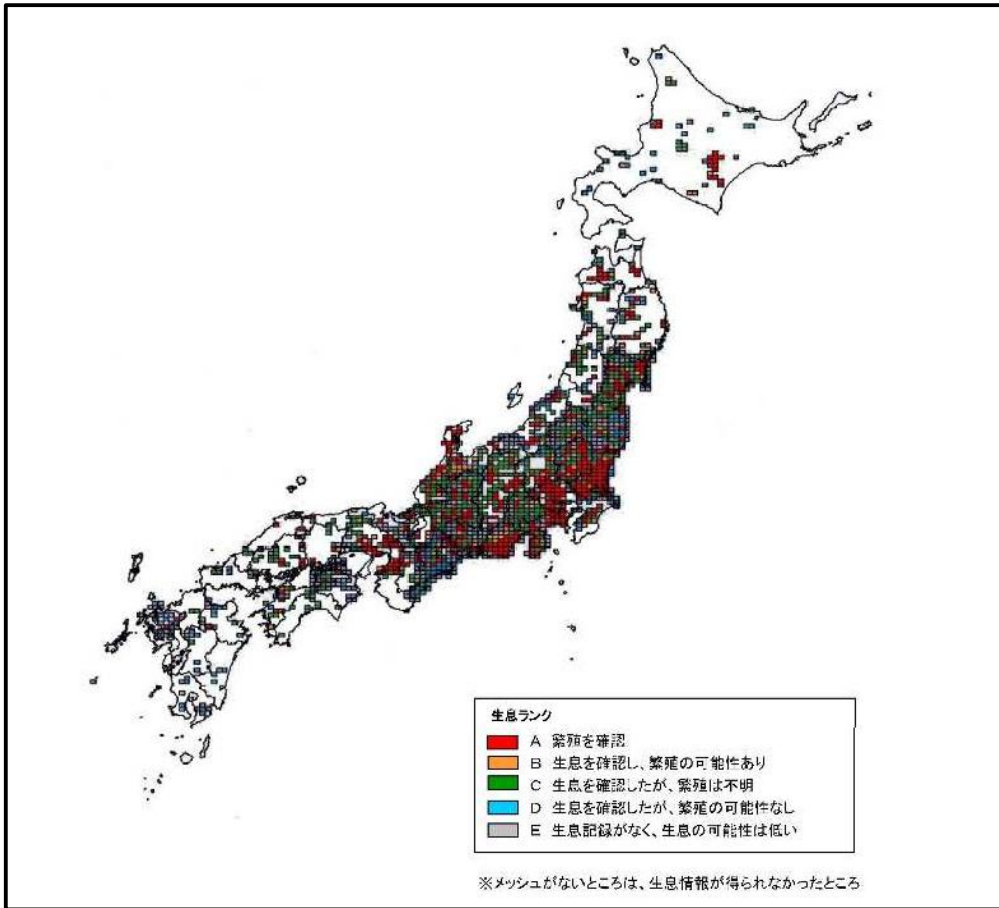 生息ランク
A 繁殖を確認
B 生息を確認し、繁殖の可能性あり
C 生息を確認したが、繁殖は不明
D 生息を確認したが、繁殖の可能性なし
E 生息記録がなく、生息の可能性は低い
※メッシュがないところは、生息情報が得られなかったところ